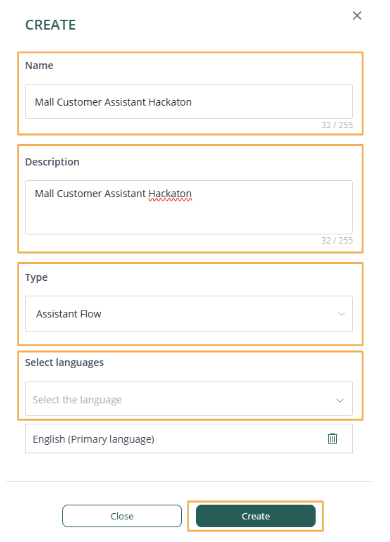 CREATE
Name
Mall Customer Assistant Hackaton
32 / 255
Description
Mall Customer Assistant Hackaton
32 / 255
Type
Assistant Flow
Select languages
Select the language
English (Primary language)
Close
Create